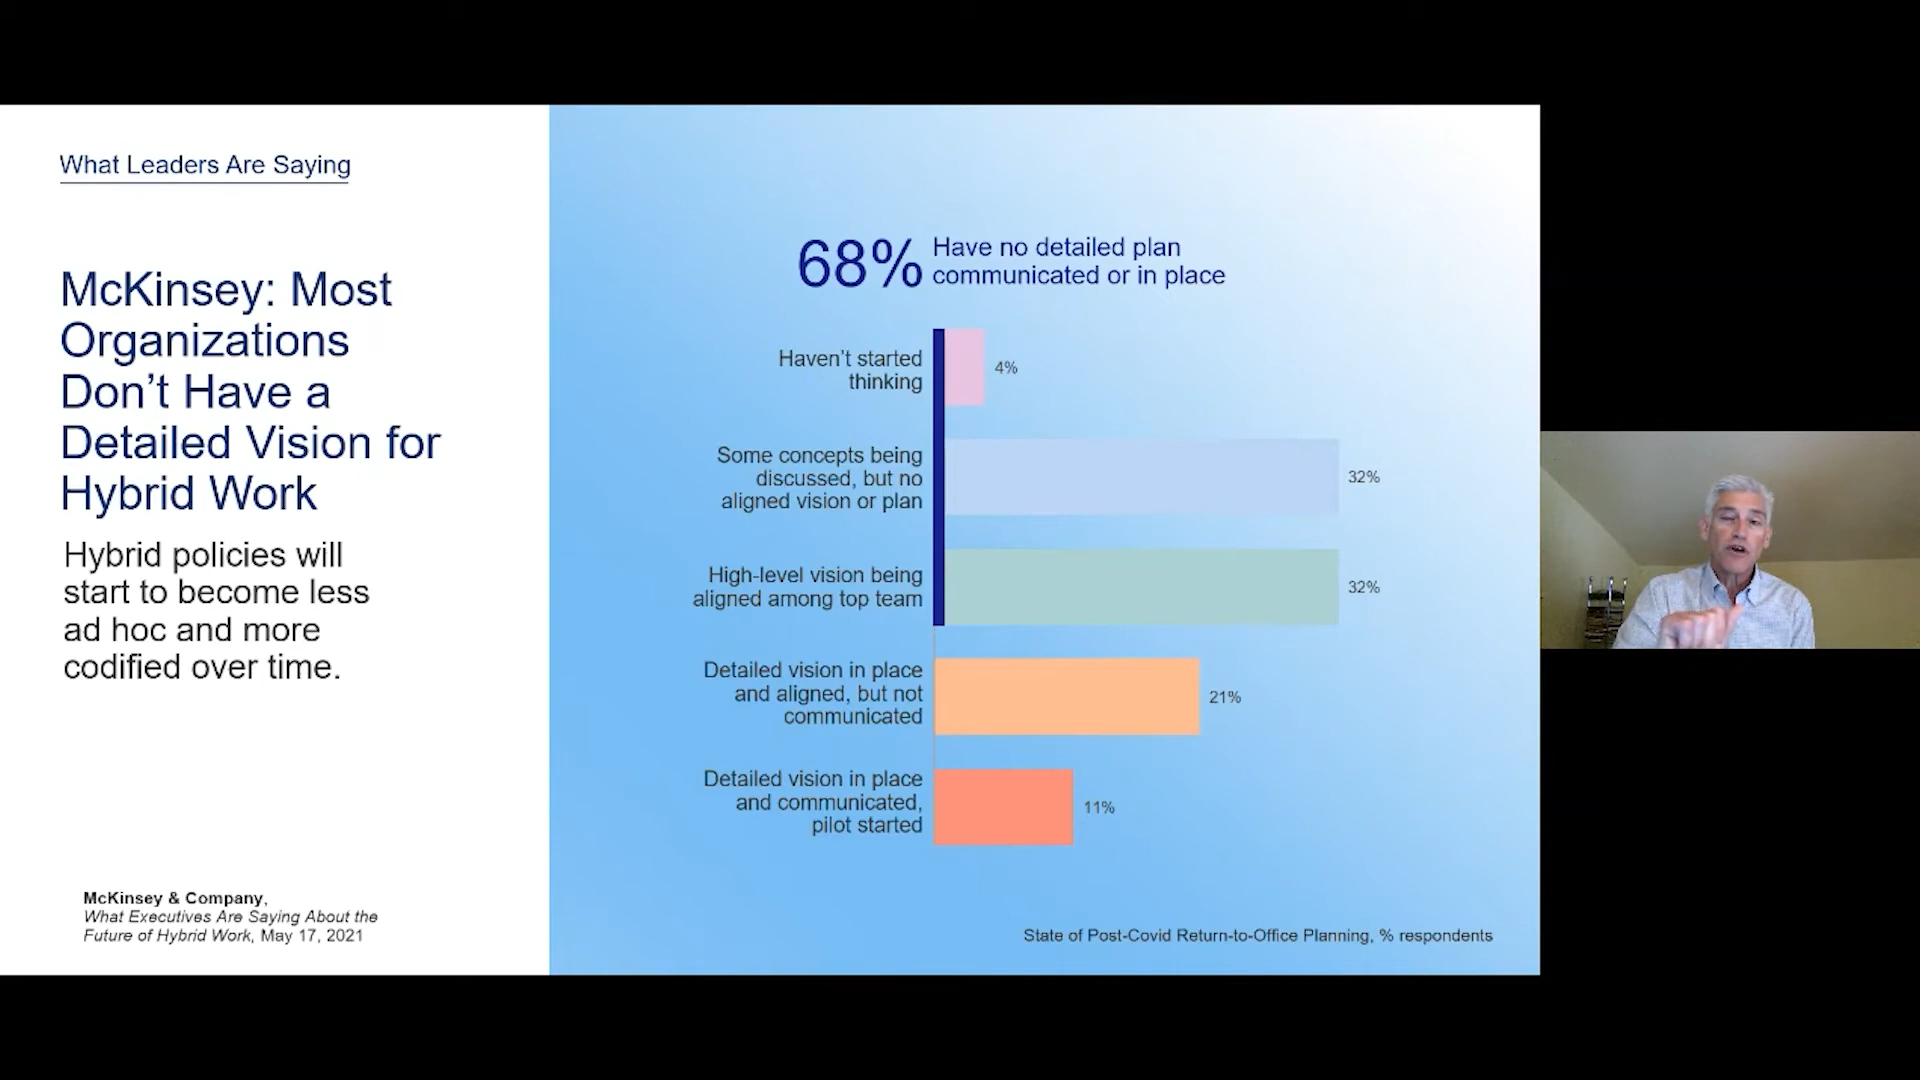 What Leaders Are Saying
McKinsey: Most
Organizations
Don’t Have a
Detailed Vision for
Hybrid Work
Hybrid policies will
start to become less
ad hoc and more
codified over time.
McKinsey & Company,
What Executives Are Saying About the
Future of Hybrid Work, May 17, 2021
68%
Have no detailed plan
communicated or in place
Haven’t started
thinking
4%
Some concepts being
discussed, but no
aligned vision or plan
32%
High-level vision being
aligned among top team
32%
Detailed vision in place
and aligned, but not
communicated
21%
Detailed vision in place
and communicated,
pilot started
11%
State of Post-Covid Return-to-Office Planning, % respondents